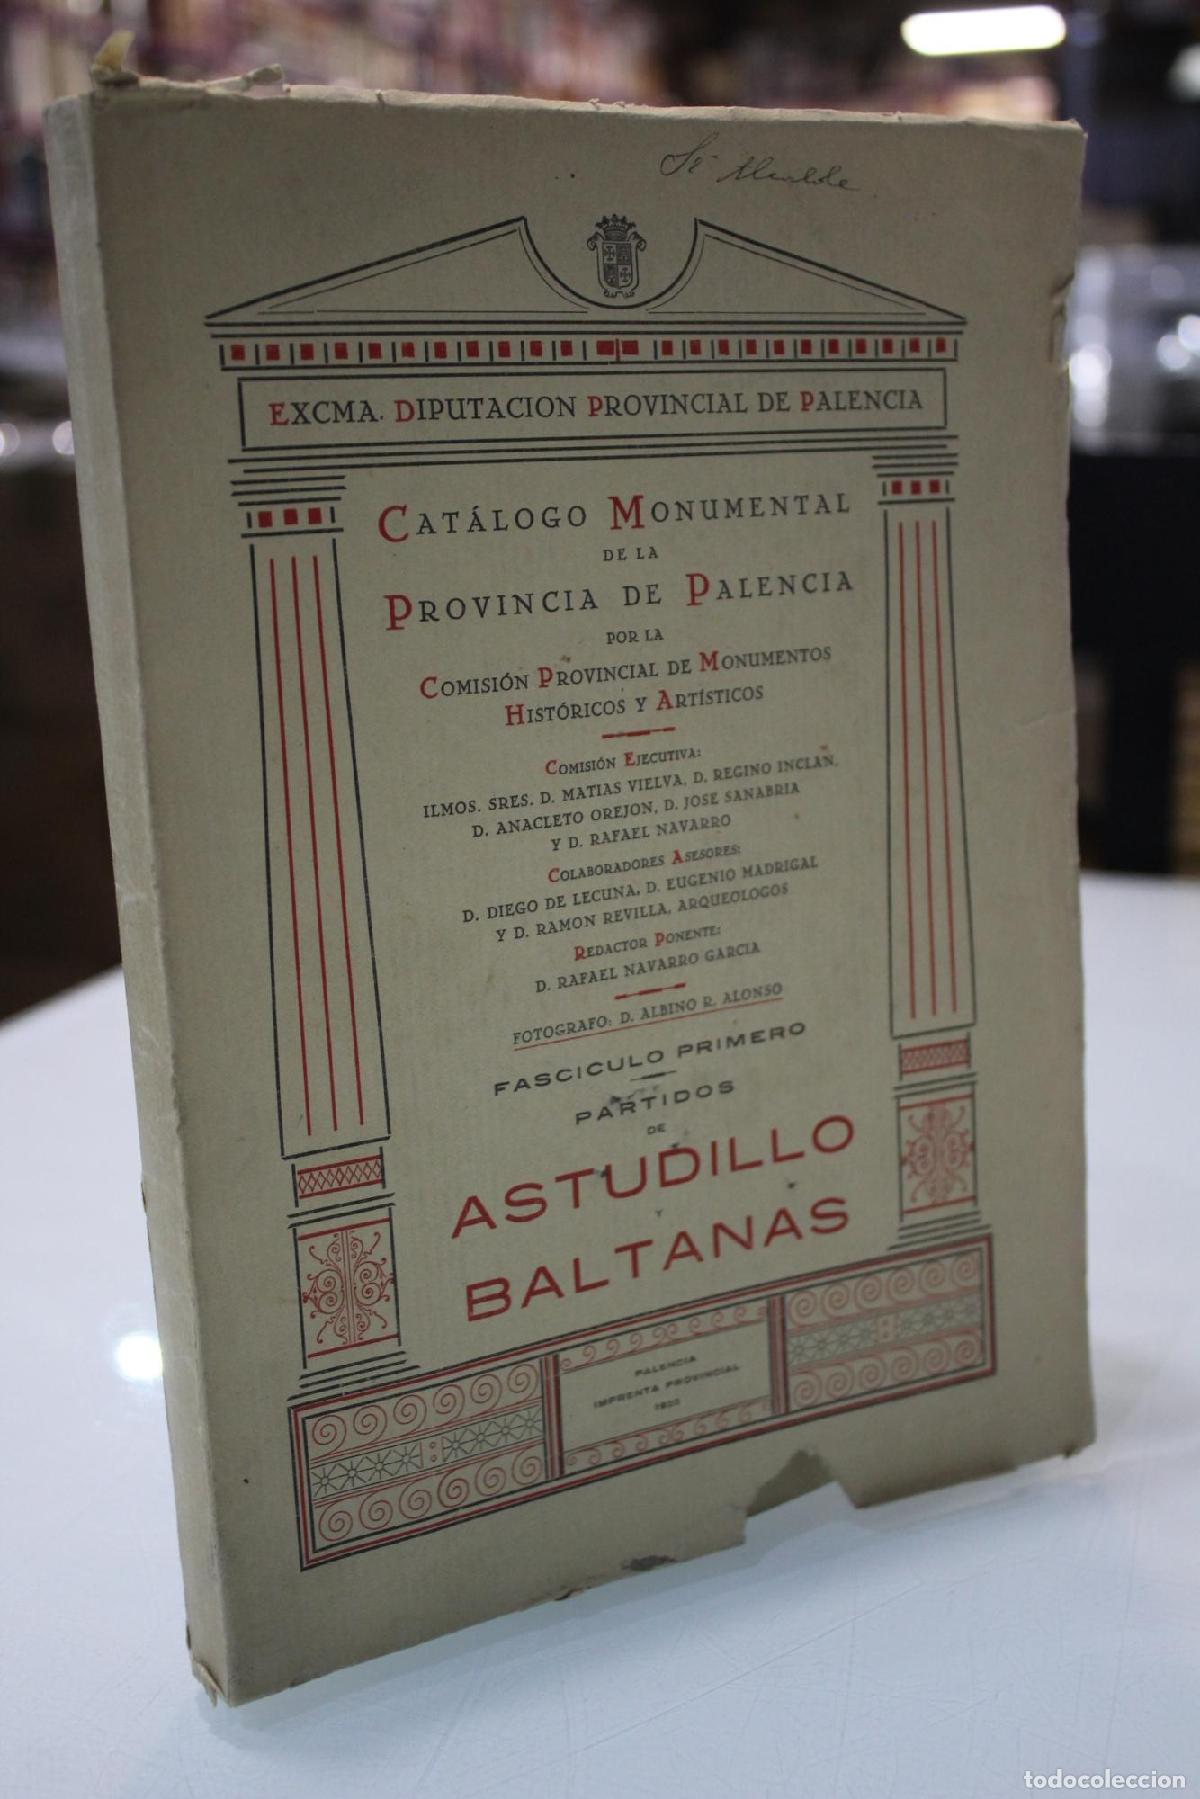 Sr Alcalde
EXCMA. DIPUTACION PROVINCIAL DE PALENCIA
CATÁLOGO MONUMENTAL
DE LA
PROVINCIA DE PALENCIA
POR LA
COMISIÓN PROVINCIAL DE MONUMENTOS
HISTÓRICOS Y ARTÍSTICOS
COMISIÓN EJECUTIVA:
ILMOS. SRES. D. MATIAS VIELVA, D. REGINO INCLAN,
D. ANACLETO OREJON, D. JOSE SANABRIA
Y D. RAFAEL NAVARRO
COLABORADORES ASESORES:
D. DIEGO DE LECUNA, D. EUGENIO MADRIGAL
Y D. RAMON REVILLA, ARQUEOLOGOS
REDACTOR PONENTE:
D. RAFAEL NAVARRO GARCIA
FOTOGRAFO: D. ALBINO R. ALONSO
FASCICULO PRIMERO
PARTIDOS
DE
ASTUDILLO
Y
BALTANAS
PALENCIA
IMPRENTA PROVINCIAL
todocoleccion